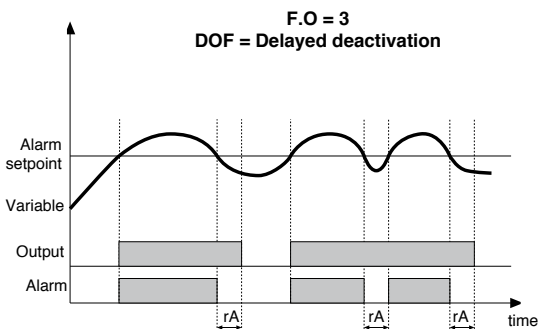 F.O = 3
DOF = Delayed deactivation
Alarm
setpoint
Variable
Output
Alarm
rA
rA
rA
time